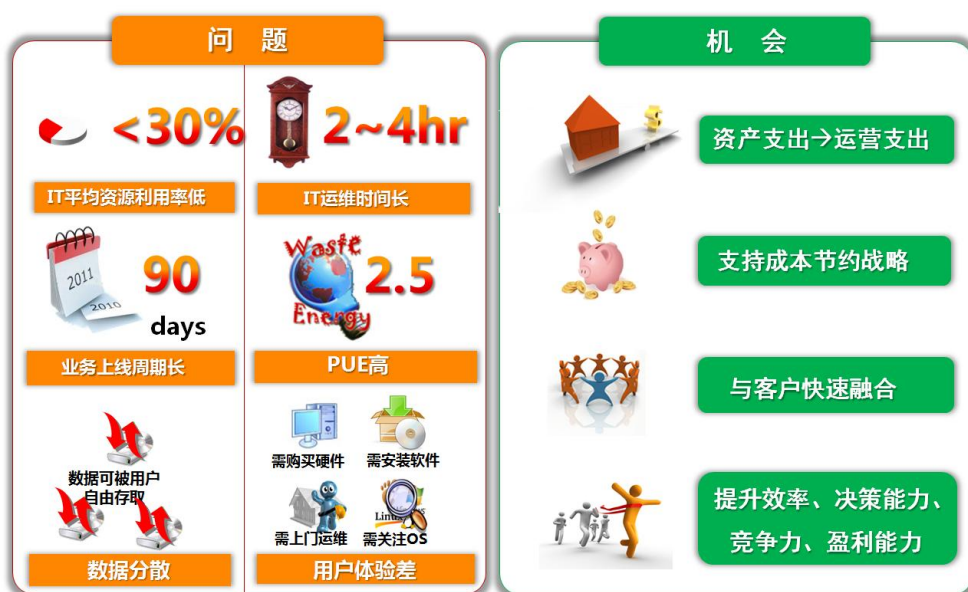 问 题
<30%
IT平均资源利用率低
2~4hr
IT运维时间长
2011
2010
90
days
业务上线周期长
Waste
Energy
2.5
PUE高
数据可被用户
自由存取
数据分散
需购买硬件
需安装软件
需上门运维
需关注OS
用户体验差
机 会
资产支出→运营支出
支持成本节约战略
与客户快速融合
提升效率、决策能力、
竞争力、盈利能力